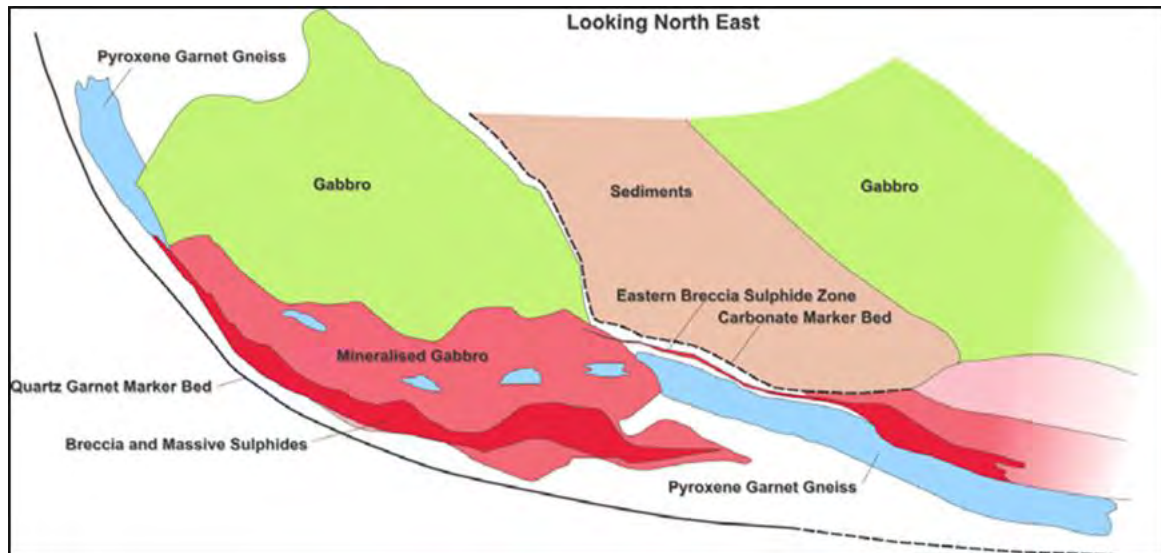 Looking North East
Pyroxene Garnet Gneiss
Gabbro
Sediments
Gabbro
Eastern Breccia Sulphide Zone
Carbonate Marker Bed
Mineralised Gabbro
Quartz Garnet Marker Bed
Breccia and Massive Sulphides
Pyroxene Garnet Gneiss